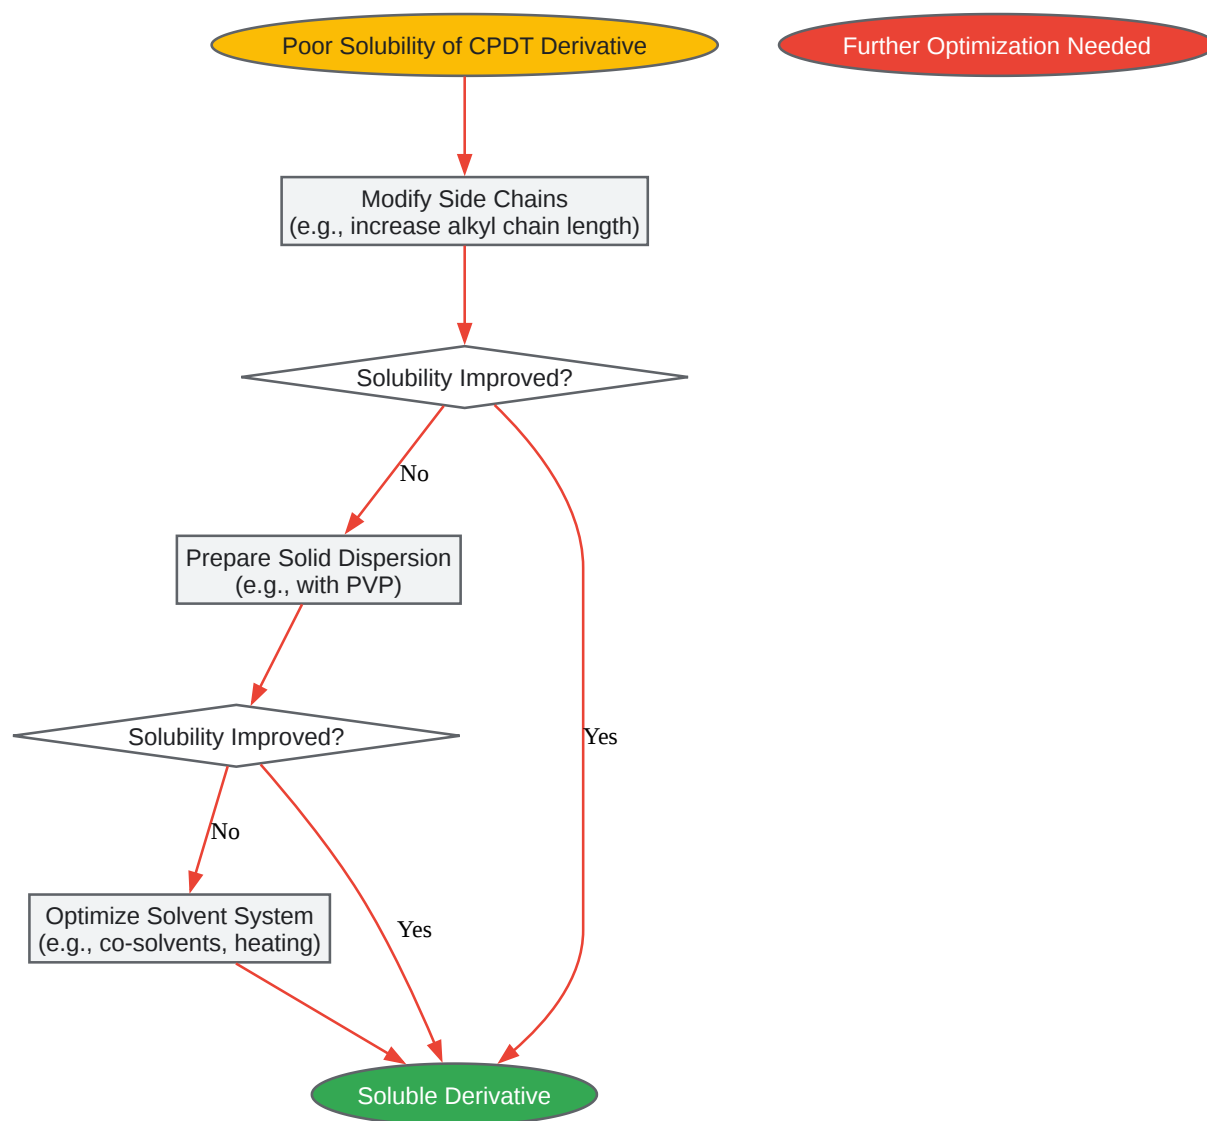 Poor Solubility of CPDT Derivative
Further Optimization Needed
Modify Side Chains
(e.g., increase alkyl chain length)
Solubility Improved?
No
Prepare Solid Dispersion
(e.g., with PVP)
Solubility Improved?
Yes
No
Optimize Solvent System
(e.g., co-solvents, heating)
Yes
Soluble Derivative